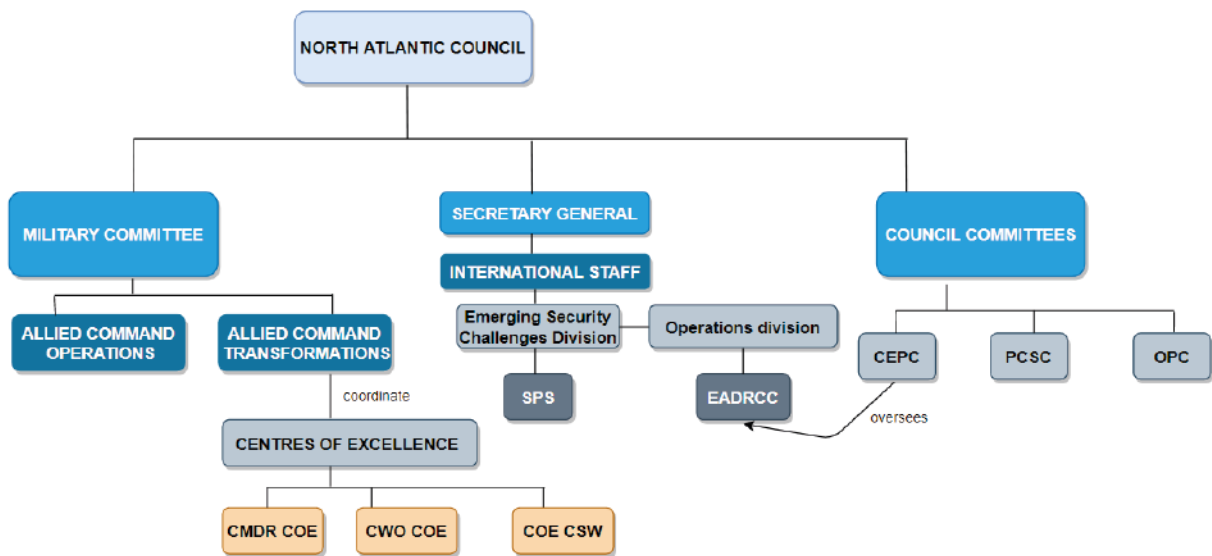 NORTH ATLANTIC COUNCIL
MILITARY COMMITTEE
SECRETARY GENERAL
COUNCIL COMMITTEES
INTERNATIONAL STAFF
ALLIED COMMAND
OPERATIONS
ALLIED COMMAND
TRANSFORMATIONS
Emerging Security
Challenges Division
Operations division
CEPC
PCSC
OPC
coordinate
SPS
EADRCC
oversees
CENTRES OF EXCELLENCE
CMDR COE
CWO COE
COE CSW